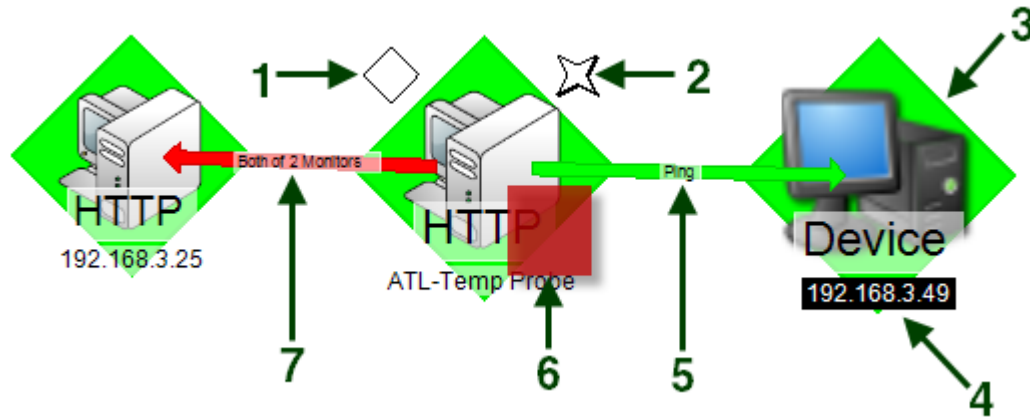 1
2
3
Both of 2 Monitors
Ping
HTTP
HTTP
Device
192.168.3.25
ATL-Temp Probe
192.168.3.49
7
6
5
4